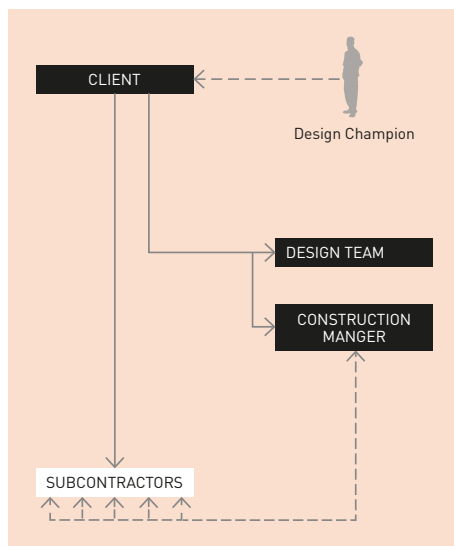 CLIENT
Design Champion
DESIGN TEAM
CONSTRUCTION
MANGER
SUBCONTRACTORS